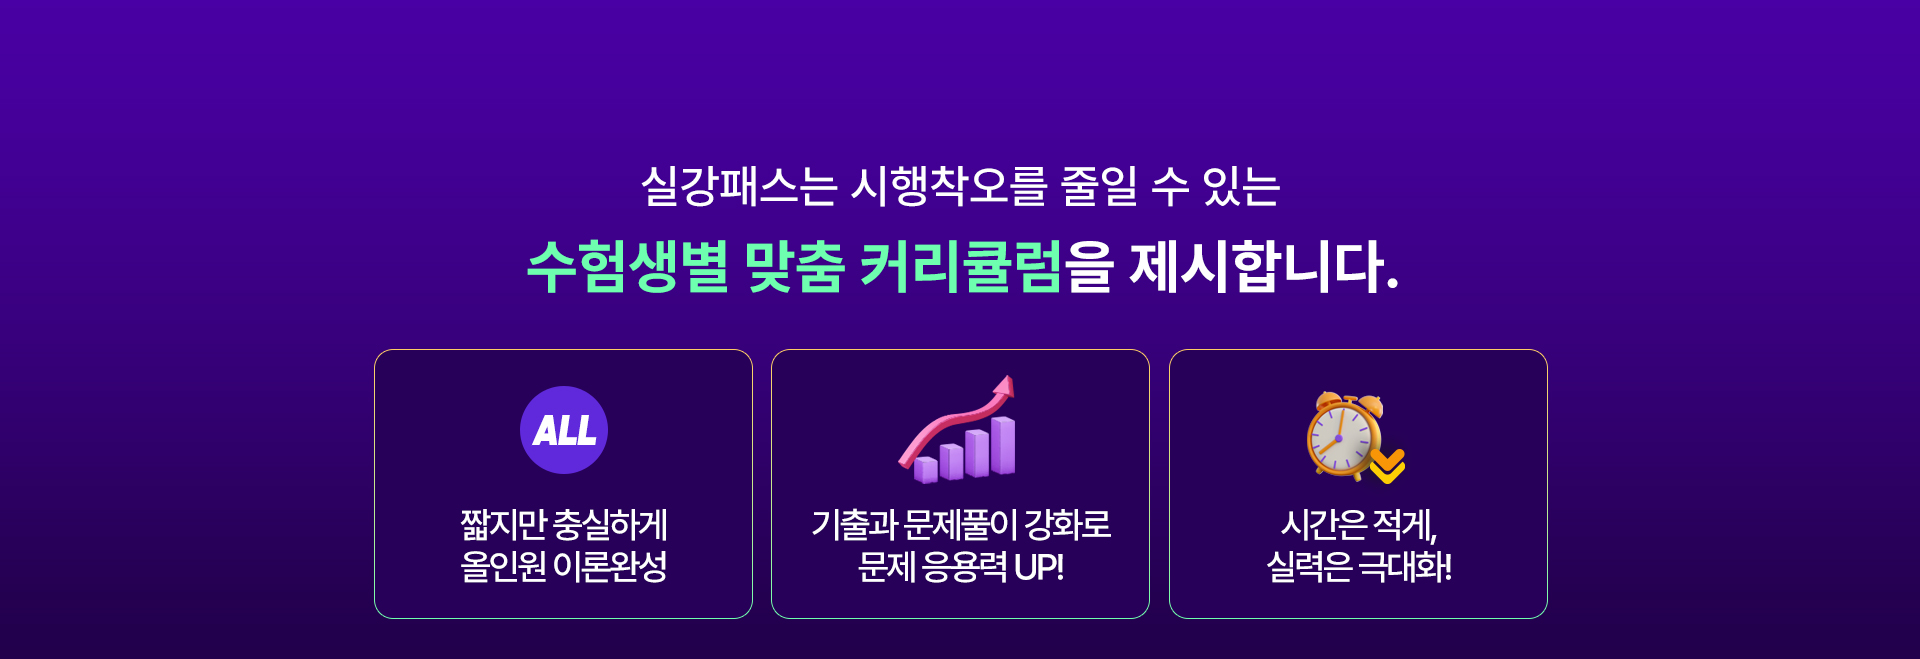 실강패스는 시행착오를 줄일 수 있는
수험생별 맞춤 커리큘럼을 제시합니다.
ALL
짧지만 충실하게
올인원 이론완성
기출과 문제풀이 강화로
문제 응용력 UP!
시간은 적게,
실력은 극대화!